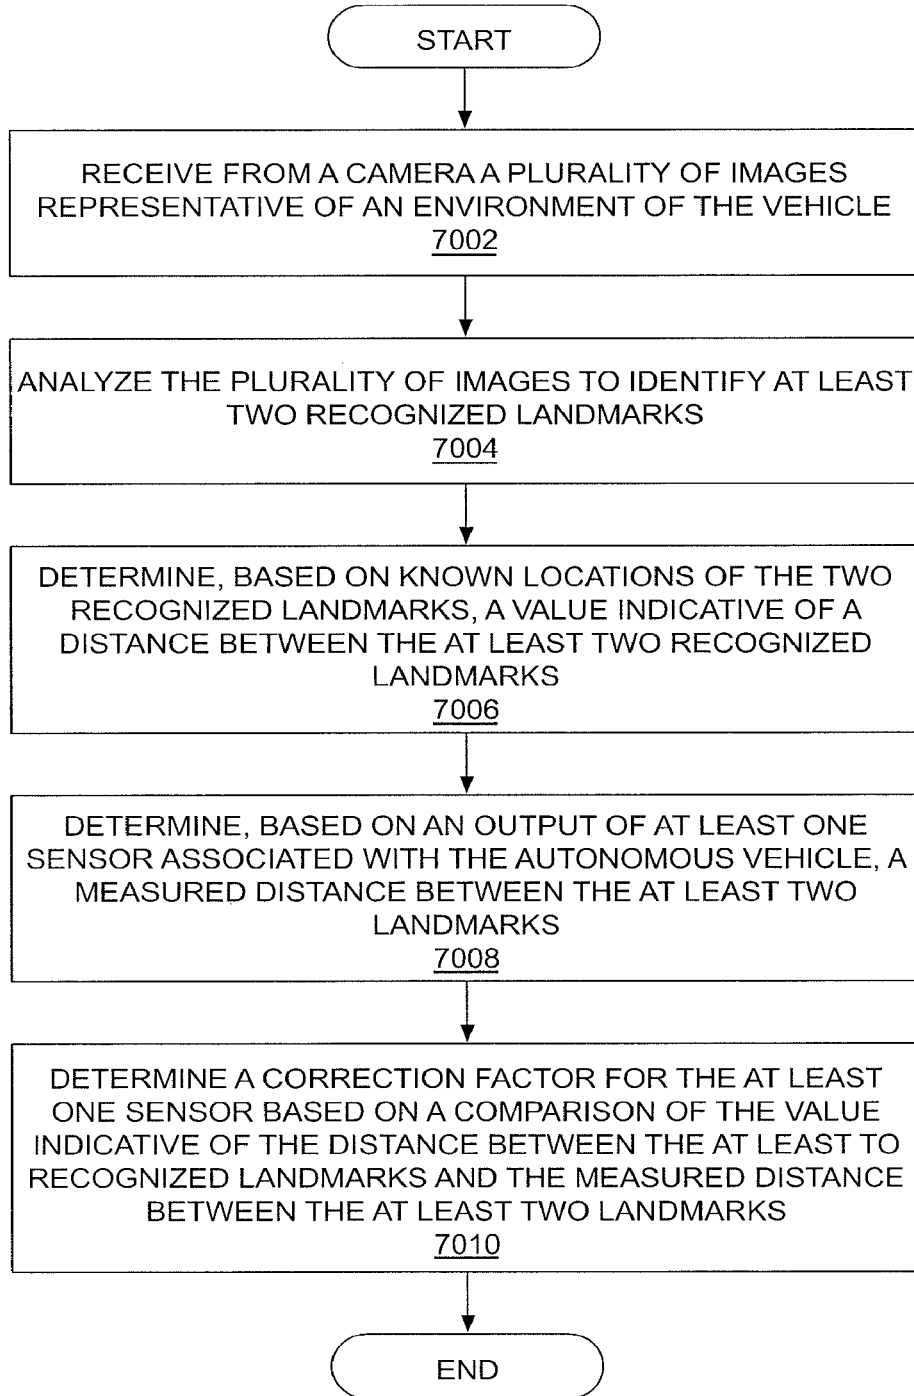 START
RECEIVE FROM A CAMERA A PLURALITY OF IMAGES
REPRESENTATIVE OF AN ENVIRONMENT OF THE VEHICLE
7002
ANALYZE THE PLURALITY OF IMAGES TO IDENTIFY AT LEAST
TWO RECOGNIZED LANDMARKS
7004
DETERMINE, BASED ON KNOWN LOCATIONS OF THE TWO
RECOGNIZED LANDMARKS, A VALUE INDICATIVE OF A
DISTANCE BETWEEN THE AT LEAST TWO RECOGNIZED
LANDMARKS
7006
DETERMINE, BASED ON AN OUTPUT OF AT LEAST ONE
SENSOR ASSOCIATED WITH THE AUTONOMOUS VEHICLE, A
MEASURED DISTANCE BETWEEN THE AT LEAST TWO
LANDMARKS
7008
DETERMINE A CORRECTION FACTOR FOR THE AT LEAST
ONE SENSOR BASED ON A COMPARISON OF THE VALUE
INDICATIVE OF THE DISTANCE BETWEEN THE AT LEAST TO
RECOGNIZED LANDMARKS AND THE MEASURED DISTANCE
BETWEEN THE AT LEAST TWO LANDMARKS
7010
END